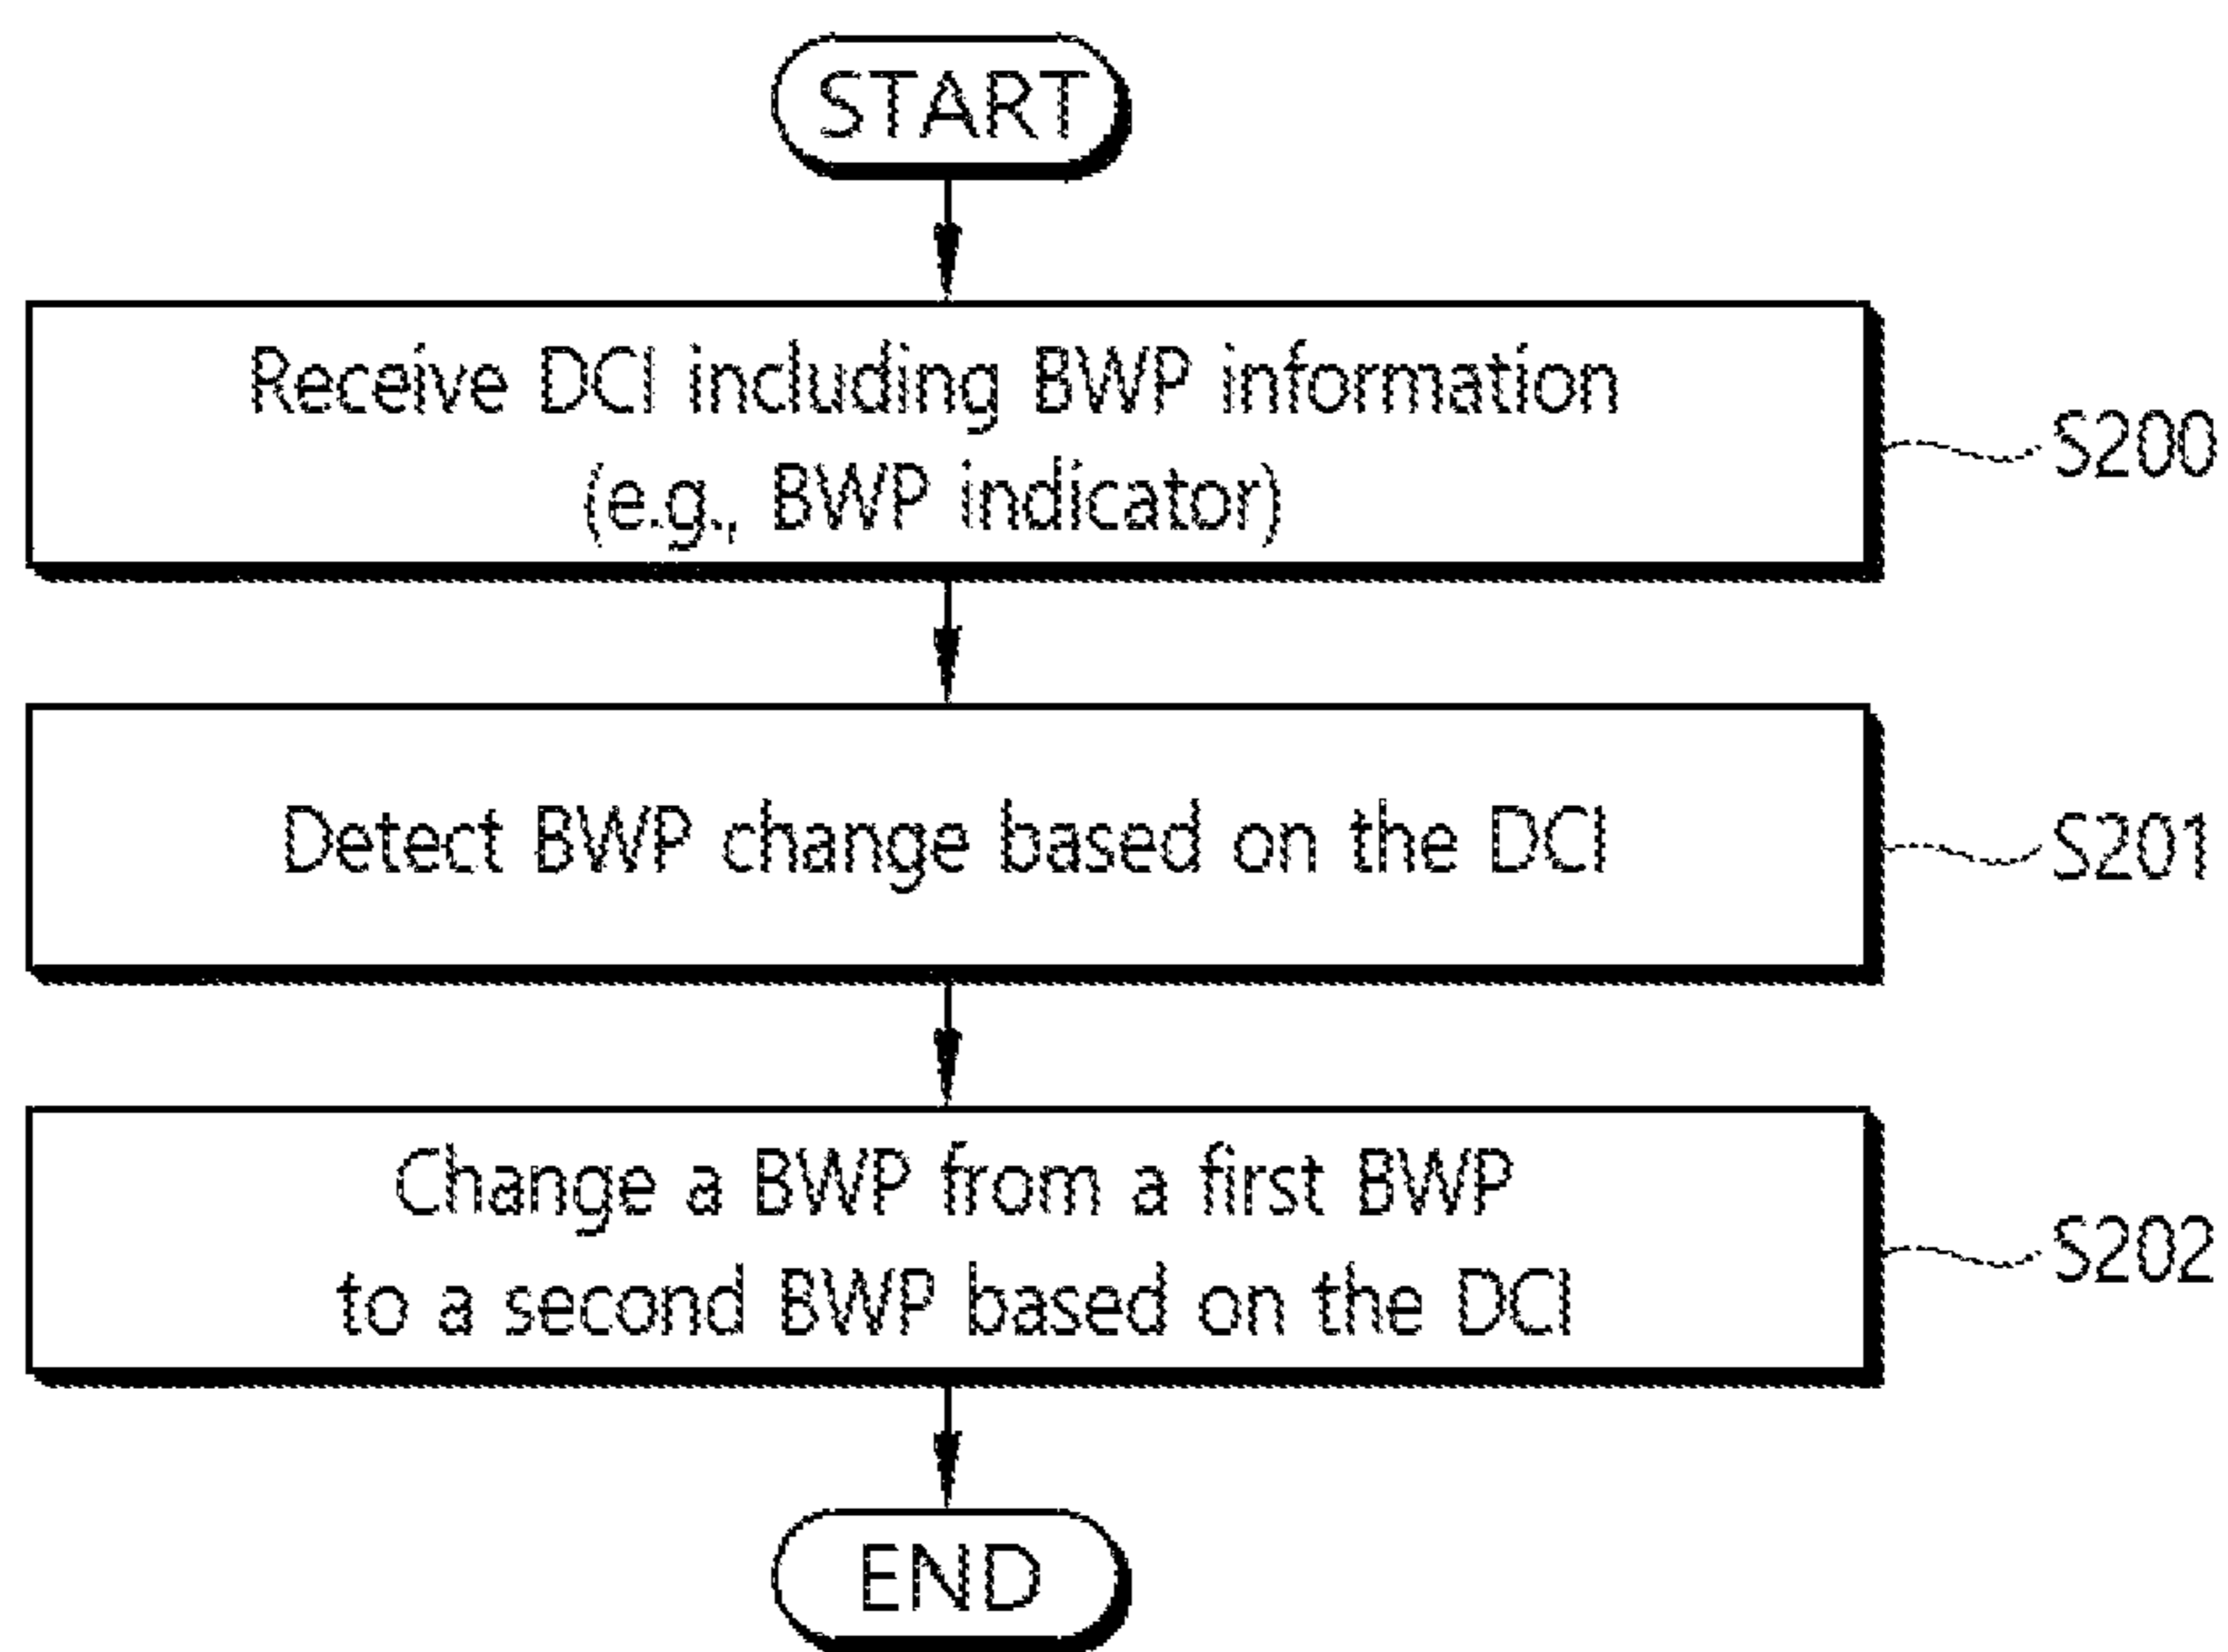 START
Receive DCI including BWP information
(e.g., BWP indicator)
S200
Detect BWP change based on the DCI
S201
Change a BWP from a first BWP
to a second BWP based on the DCI
S202
END